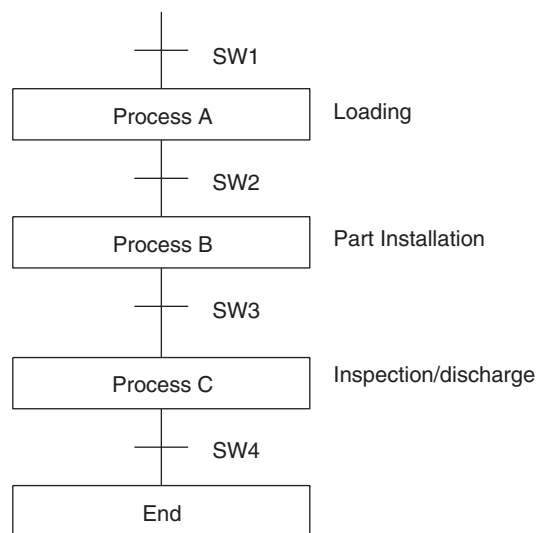 SW1
Process A
Loading
SW2
Process B
Part Installation
SW3
Process C
Inspection/discharge
SW4
End